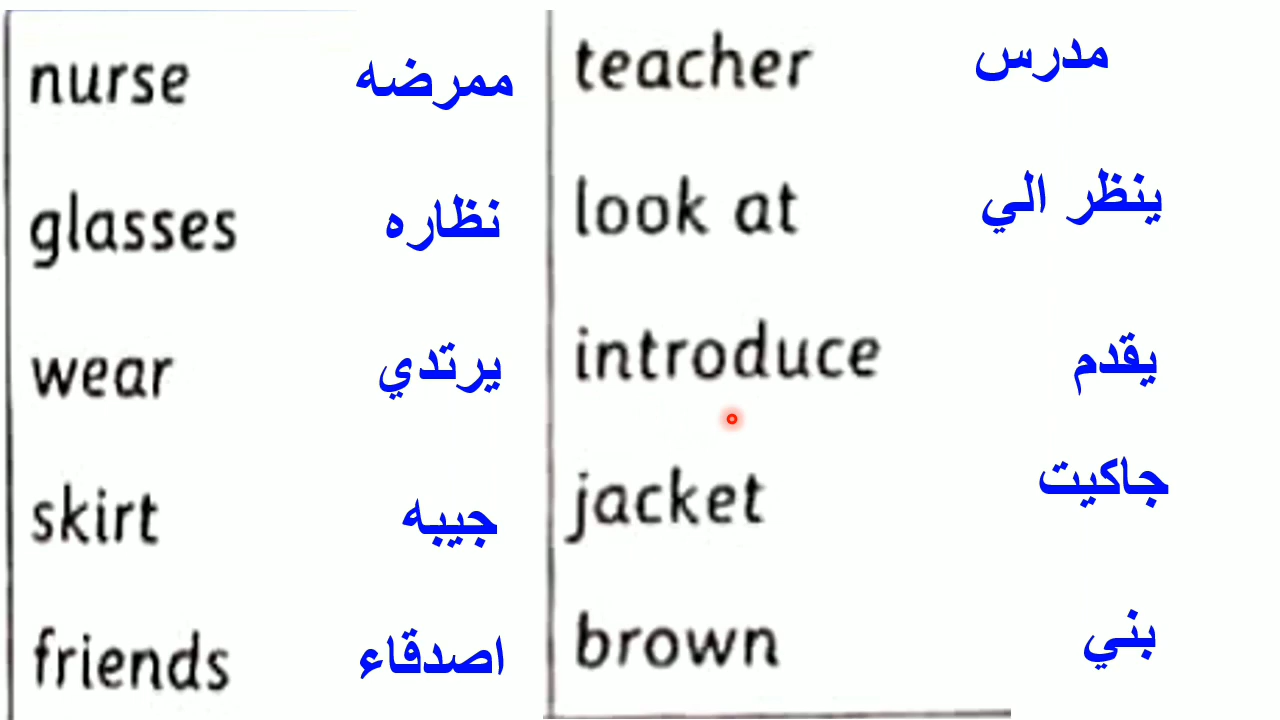 nurse ممرضه
glasses نظاره
wear يرتدي
skirt جيبه
friends اصدقاء
teacher مدرس
look at ينظر الي
introduce يقدم
jacket جاكيت
brown بني